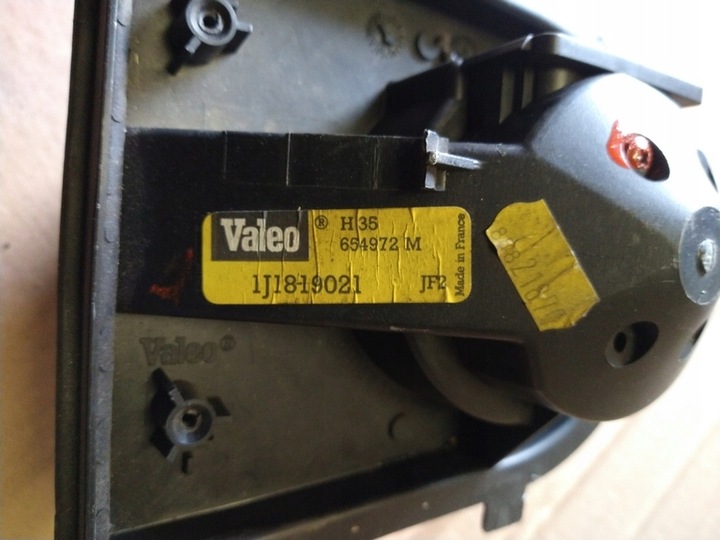 Valeo ® H 35
654972 M
1J1819021 JF2
Made in France
Valeo®